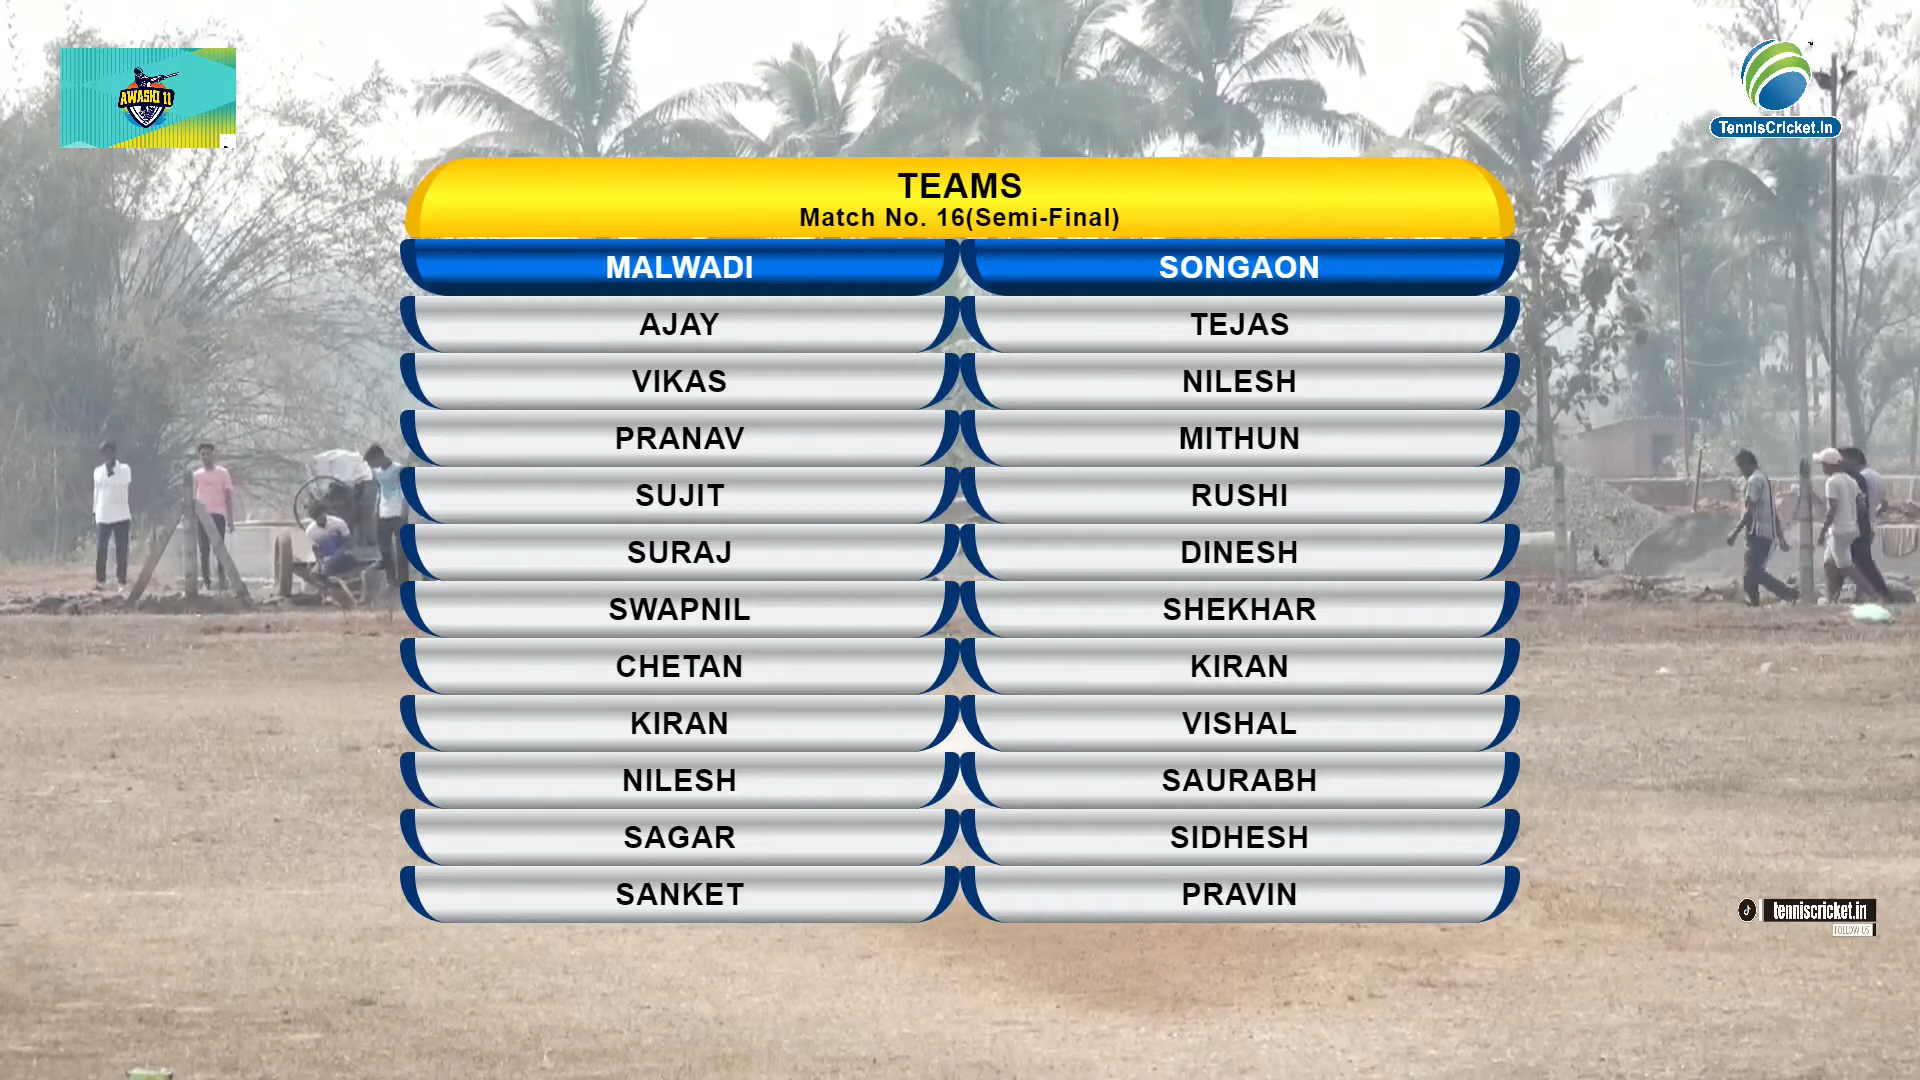 AWASHI 11
TennisCricket.in
TEAMS
Match No. 16(Semi-Final)
MALWADI SONGAON
AJAY TEJAS
VIKAS NILESH
PRANAV MITHUN
SUJIT RUSHI
SURAJ DINESH
SWAPNIL SHEKHAR
CHETAN KIRAN
KIRAN VISHAL
NILESH SAURABH
SAGAR SIDHESH
SANKET PRAVIN
tenniscricket.in
FOLLOW US